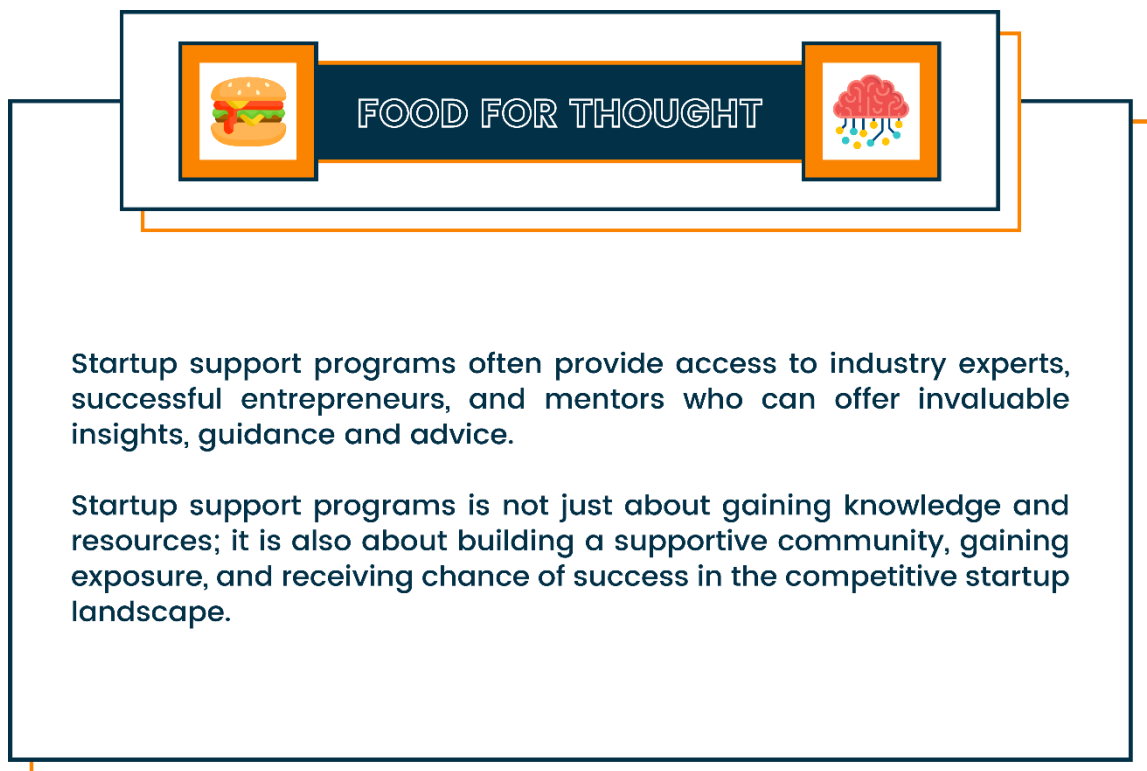 FOOD FOR THOUGHT
Startup support programs often provide access to industry experts,
successful entrepreneurs, and mentors who can offer invaluable
insights, guidance and advice.
Startup support programs is not just about gaining knowledge and
resources; it is also about building a supportive community, gaining
exposure, and receiving chance of success in the competitive startup
landscape.